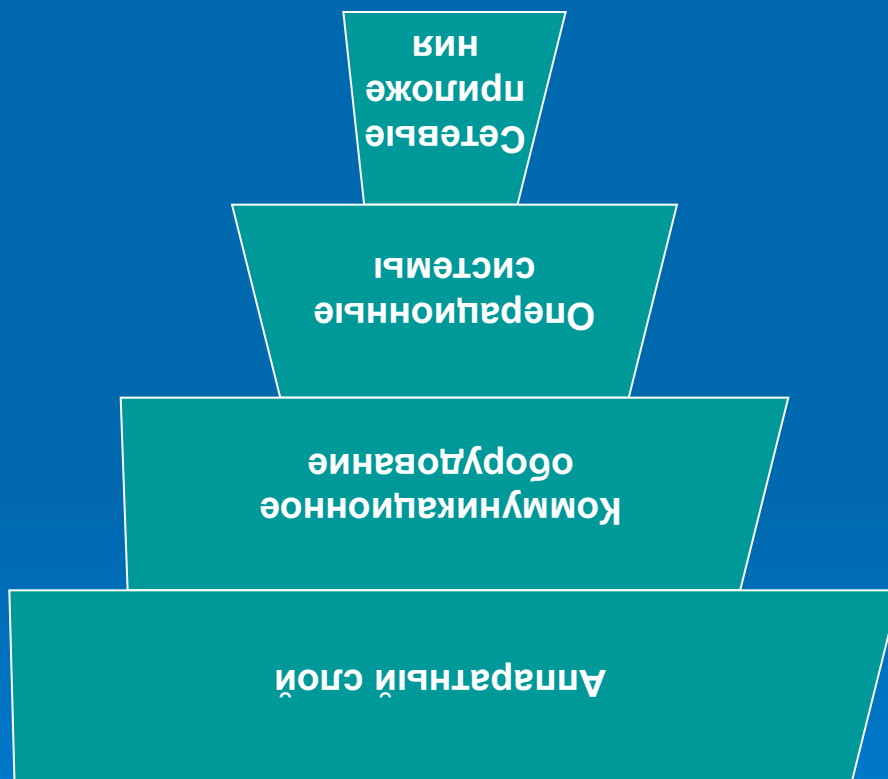 Аппаратный слой
Коммуникационное
оборудование
Операционные
системы
Сетевые
приложе
ния